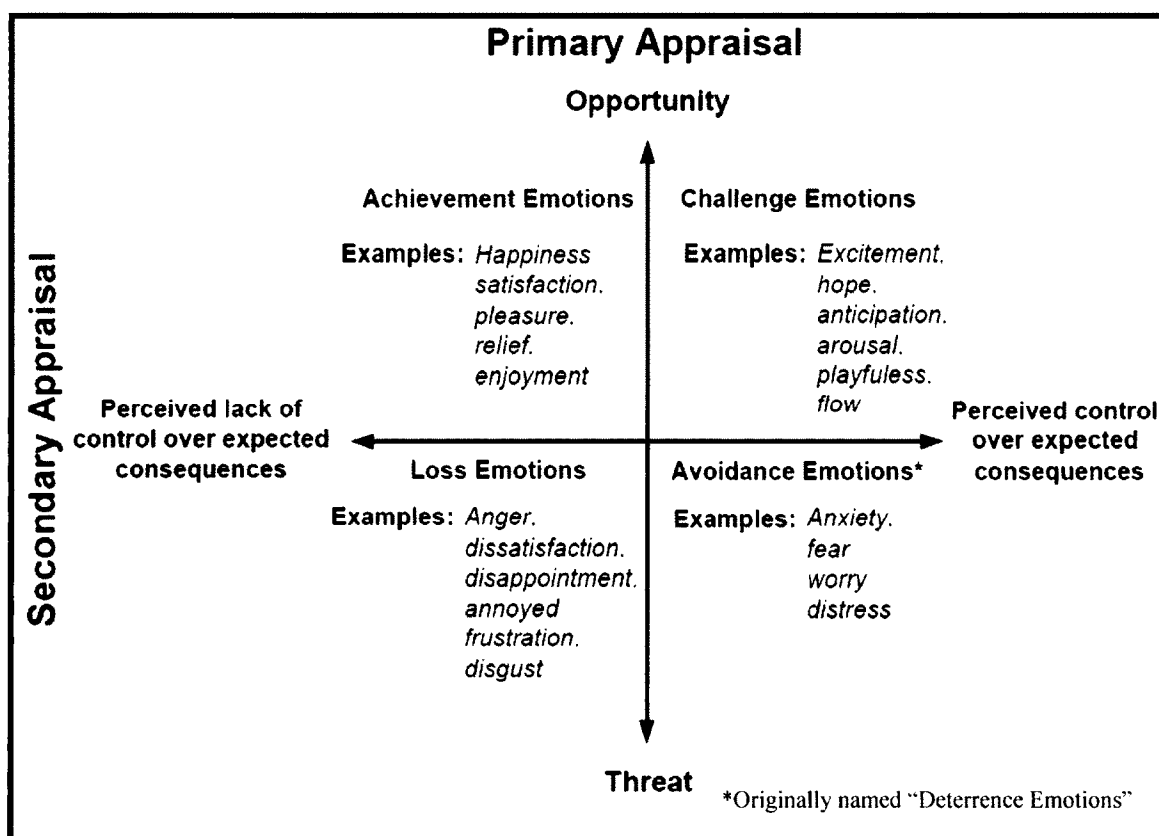 Primary Appraisal
Opportunity
Achievement Emotions
Examples: Happiness
satisfaction.
pleasure.
relief.
enjoyment
Challenge Emotions
Examples: Excitement.
hope.
anticipation.
arousal.
playfuless.
flow
Secondary Appraisal
Perceived lack of
control over expected
consequences
Perceived control
over expected
consequences
Loss Emotions
Examples: Anger.
dissatisfaction.
disappointment.
annoyed
frustration.
disgust
Avoidance Emotions*
Examples: Anxiety.
fear
worry
distress
Threat
*Originally named “Deterrence Emotions”